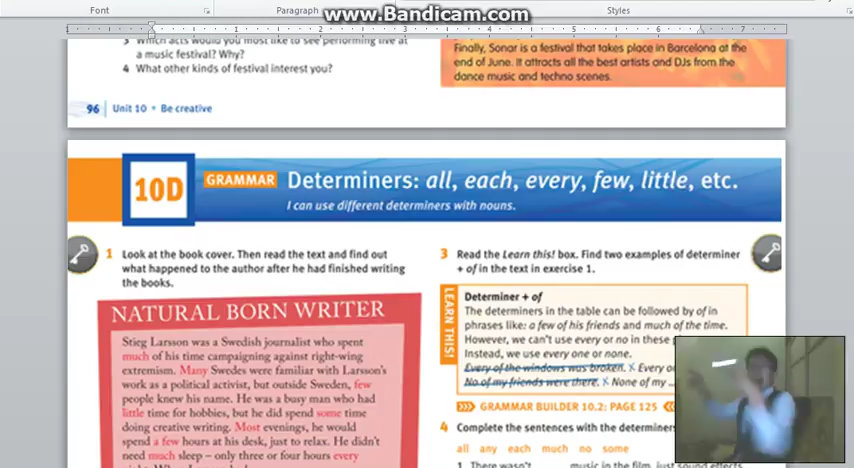 Font
Paragraph
www.Bandicam.com
Styles
1
1
2
3
4
5
6
7
3 Which acts would you most like to see performing live at
a music festival? Why?
4 What other kinds of festival interest you?
96 Unit 10 • Be creative
Finally, Sonar is a festival that takes place in Barcelona at the
end of June. It attracts all the best artists and DJs from the
dance music and techno scenes.
10D GRAMMAR Determiners: all, each, every, few, little, etc.
I can use different determiners with nouns.
1 Look at the book cover. Then read the text and find out
what happened to the author after he had finished writing
the books.
NATURAL BORN WRITER
Stieg Larsson was a Swedish journalist who spent
much of his time campaigning against right-wing
extremism. Many Swedes were familiar with Larsson's
work as a political activist, but outside Sweden, few
people knew his name. He was a busy man who had
little time for hobbies, but he did spend some time
doing creative writing. Most evenings, he would
spend a few hours at his desk, just to relax. He didn't
need much sleep – only three or four hours every
3 Read the Learn this! box. Find two examples of determiner
+ of in the text in exercise 1.
LEARN THIS!
Determiner + of
The determiners in the table can be followed by of in
phrases like: a few of his friends and much of the time.
However, we can't use every or no in these
Instead, we use every one or none.
Every of the windows was broken. ✗ Every
No of my friends were there. ✗ None of my ...
GRAMMAR BUILDER 10.2: PAGE 125
4 Complete the sentences with the determiners
all any each much no some
1 There wasn't music in the film, just sound effects